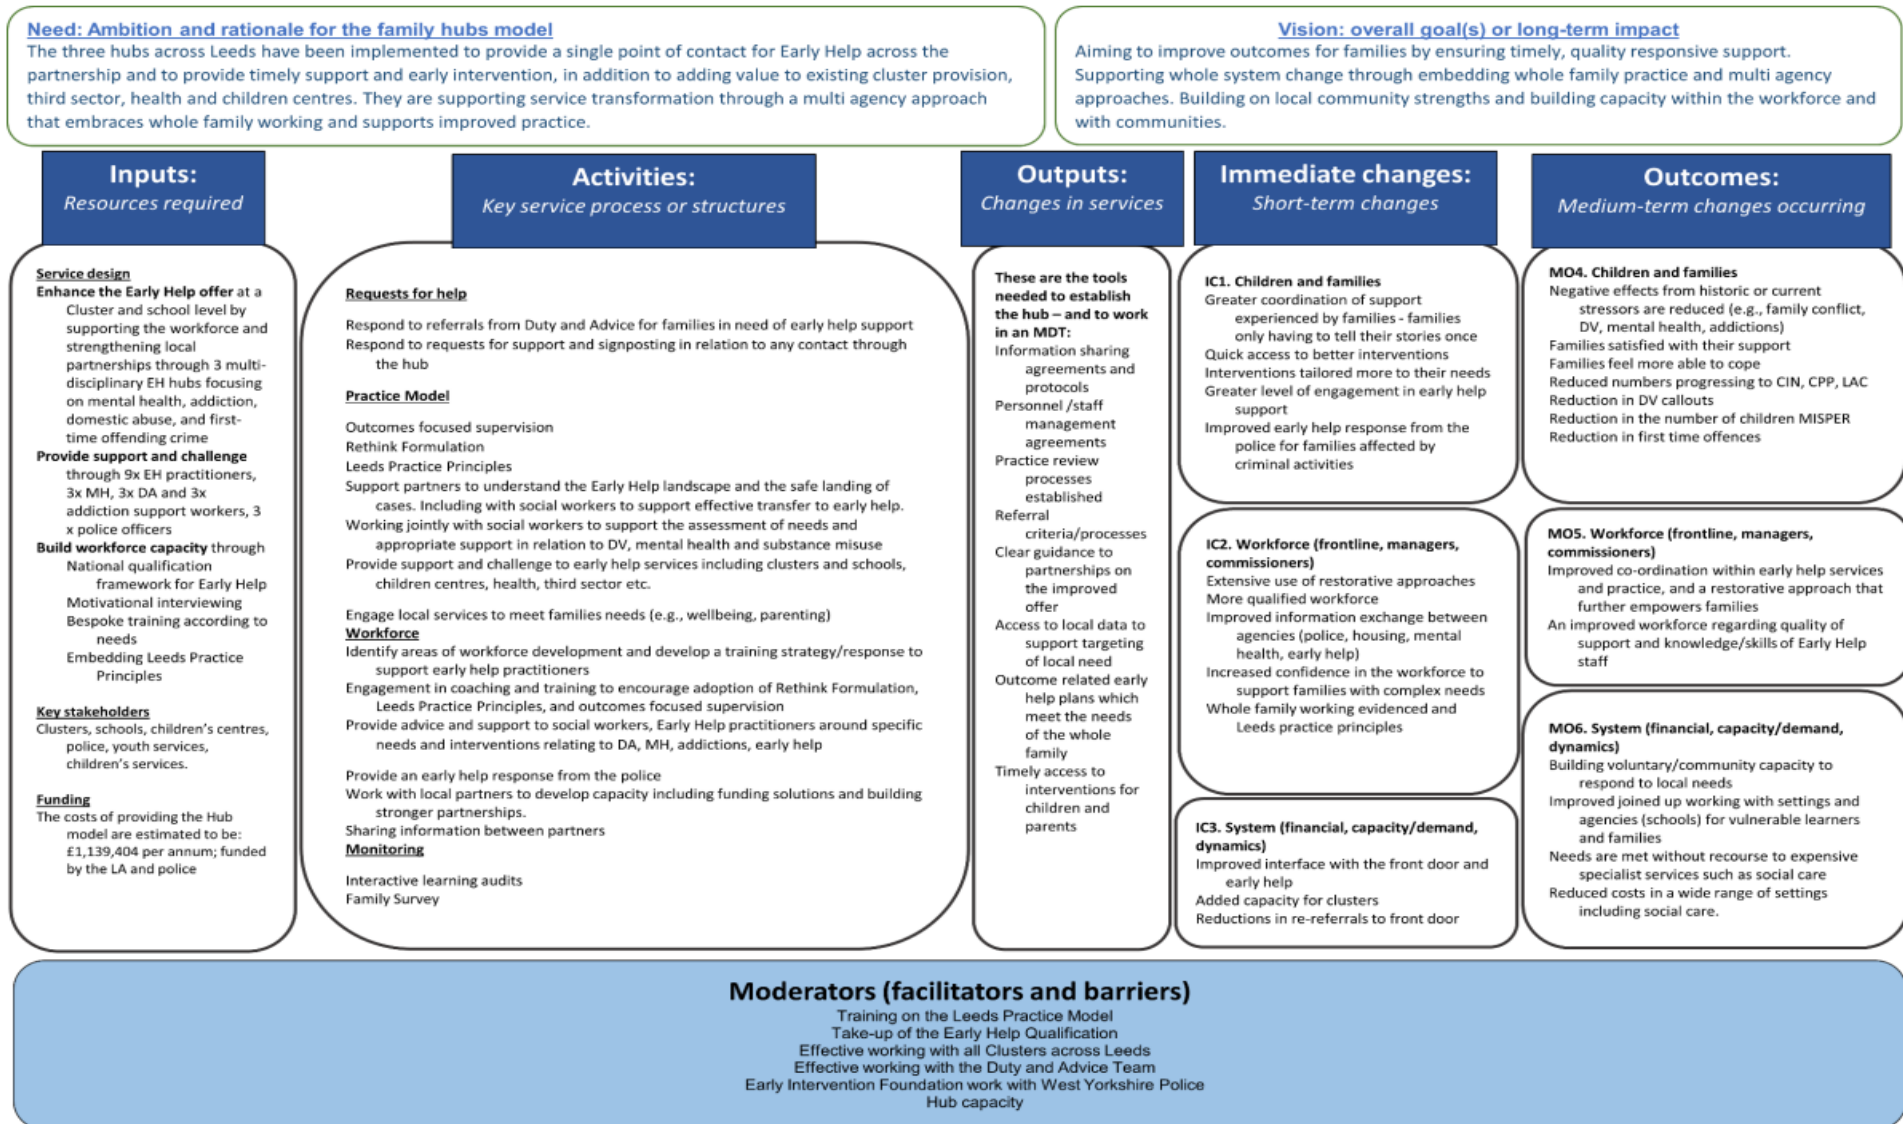 Need: Ambition and rationale for the family hubs model
The three hubs across Leeds have been implemented to provide a single point of contact for Early Help across the
partnership and to provide timely support and early intervention, in addition to adding value to existing cluster provision,
third sector, health and children centres. They are supporting service transformation through a multi agency approach
that embraces whole family working and supports improved practice.
Vision: overall goal(s) or long-term impact
Aiming to improve outcomes for families by ensuring timely, quality responsive support.
Supporting whole system change through embedding whole family practice and multi agency
approaches. Building on local community strengths and building capacity within the workforce and
with communities.
Inputs:
Resources required
Service design
Enhance the Early Help offer at a
Cluster and school level by
supporting the workforce and
strengthening local
partnerships through 3 multi-
disciplinary EH hubs focusing
on mental health, addiction,
domestic abuse, and first-
time offending crime
Provide support and challenge
through 9x EH practitioners,
3x MH, 3x DA and 3x
addiction support workers, 3
x police officers
Build workforce capacity through
National qualification
framework for Early Help
Motivational interviewing
Bespoke training according to
needs
Embedding Leeds Practice
Principles
Key stakeholders
Clusters, schools, children's centres,
police, youth services,
children's services.
Funding
The costs of providing the Hub
model are estimated to be:
£1,139,404 per annum; funded
by the LA and police
Activities:
Key service process or structures
Requests for help
Respond to referrals from Duty and Advice for families in need of early help support
Respond to requests for support and signposting in relation to any contact through
the hub
Practice Model
Outcomes focused supervision
Rethink Formulation
Leeds Practice Principles
Support partners to understand the Early Help landscape and the safe landing of
cases. Including with social workers to support effective transfer to early help.
Working jointly with social workers to support the assessment of needs and
appropriate support in relation to DV, mental health and substance misuse
Provide support and challenge to early help services including clusters and schools,
children centres, health, third sector etc.
Engage local services to meet families needs (e.g., wellbeing, parenting)
Workforce
Identify areas of workforce development and develop a training strategy/response to
support early help practitioners
Engagement in coaching and training to encourage adoption of Rethink Formulation,
Leeds Practice Principles, and outcomes focused supervision
Provide advice and support to social workers, Early Help practitioners around specific
needs and interventions relating to DA, MH, addictions, early help
Provide an early help response from the police
Work with local partners to develop capacity including funding solutions and building
stronger partnerships.
Sharing information between partners
Monitoring
Interactive learning audits
Family Survey
Outputs:
Changes in services
These are the tools
needed to establish
the hub – and to work
in an MDT:
Information sharing
agreements and
protocols
Personnel /staff
management
agreements
Practice review
processes
established
Referral
criteria/processes
Clear guidance to
partnerships on
the improved
offer
Access to local data to
support targeting
of local need
Outcome related early
help plans which
meet the needs
of the whole
family
Timely access to
interventions for
children and
parents
Immediate changes:
Short-term changes
IC1. Children and families
Greater coordination of support
experienced by families - families
only having to tell their stories once
Quick access to better interventions
Interventions tailored more to their needs
Greater level of engagement in early help
support
Improved early help response from the
police for families affected by
criminal activities
IC2. Workforce (frontline, managers,
commissioners)
Extensive use of restorative approaches
More qualified workforce
Improved information exchange between
agencies (police, housing, mental
health, early help)
Increased confidence in the workforce to
support families with complex needs
Whole family working evidenced and
Leeds practice principles
IC3. System (financial, capacity/demand,
dynamics)
Improved interface with the front door and
early help
Added capacity for clusters
Reductions in re-referrals to front door
Outcomes:
Medium-term changes occurring
MO4. Children and families
Negative effects from historic or current
stressors are reduced (e.g., family conflict,
DV, mental health, addictions)
Families satisfied with their support
Families feel more able to cope
Reduced numbers progressing to CIN, CPP, LAC
Reduction in DV callouts
Reduction in the number of children MISPER
Reduction in first time offences
MO5. Workforce (frontline, managers,
commissioners)
Improved co-ordination within early help services
and practice, and a restorative approach that
further empowers families
An improved workforce regarding quality of
support and knowledge/skills of Early Help
staff
MO6. System (financial, capacity/demand,
dynamics)
Building voluntary/community capacity to
respond to local needs
Improved joined up working with settings and
agencies (schools) for vulnerable learners
and families
Needs are met without recourse to expensive
specialist services such as social care
Reduced costs in a wide range of settings
including social care.
Moderators (facilitators and barriers)
Training on the Leeds Practice Model
Take-up of the Early Help Qualification
Effective working with all Clusters across Leeds
Effective working with the Duty and Advice Team
Early Intervention Foundation work with West Yorkshire Police
Hub capacity